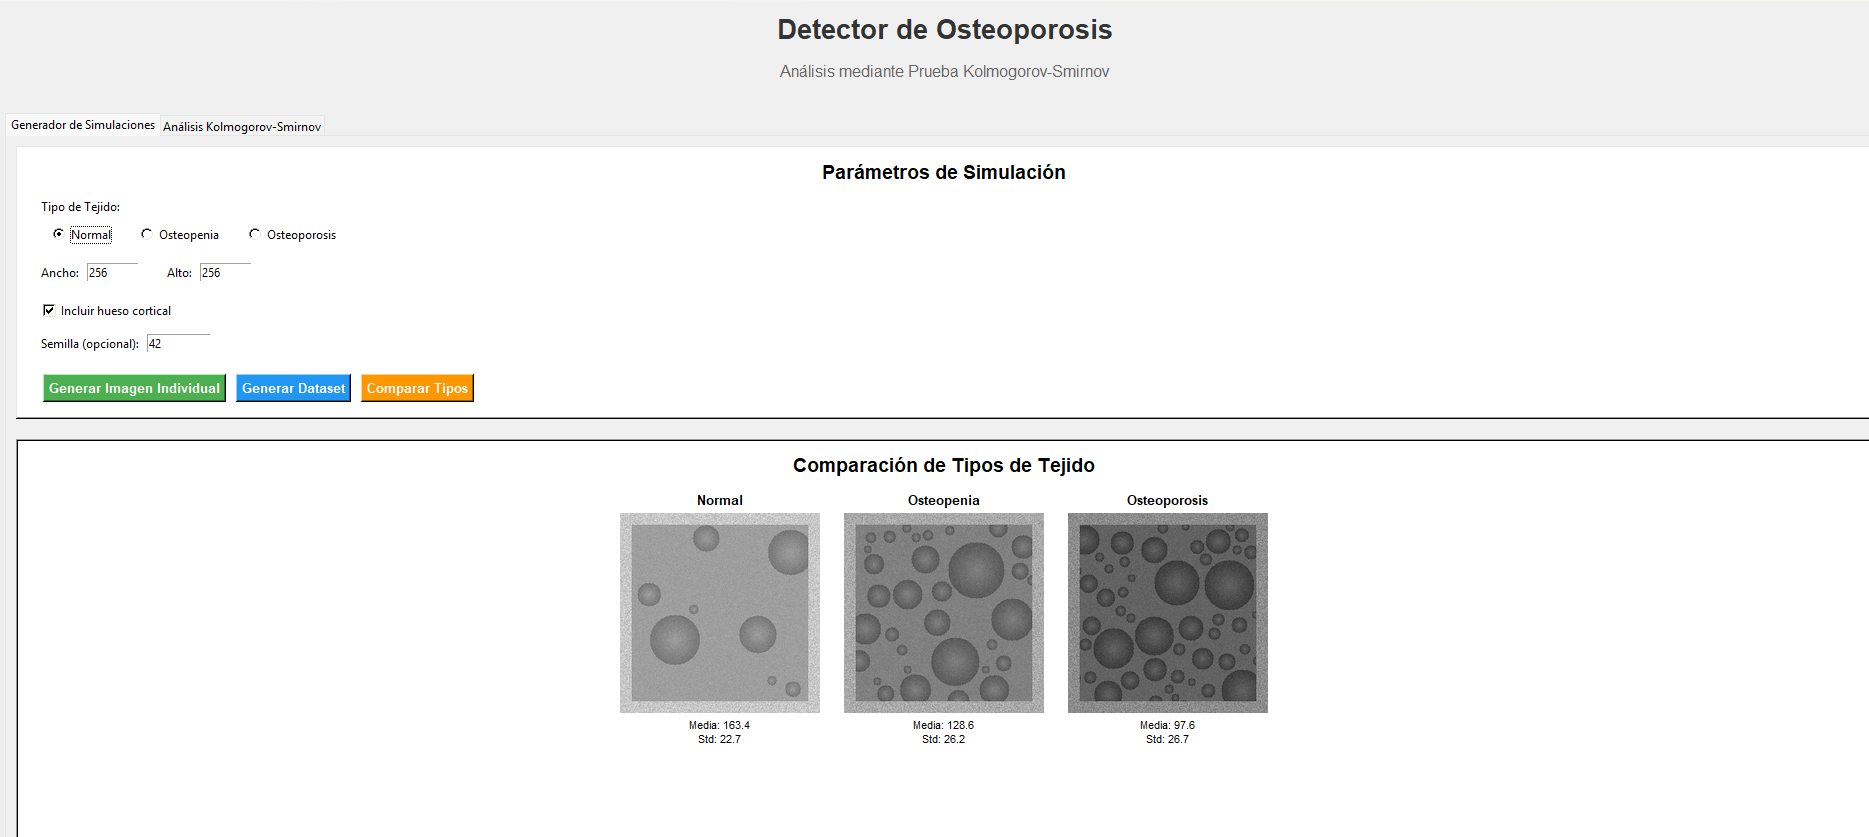 Detector de Osteoporosis
Análisis mediante Prueba Kolmogorov-Smirnov
Generador de Simulaciones Análisis Kolmogorov-Smirnov
Parámetros de Simulación
Tipo de Tejido:
Normal Osteopenia Osteoporosis
Ancho: 256 Alto: 256
Incluir hueso cortical
Semilla (opcional): 42
Generar Imagen Individual Generar Dataset Comparar Tipos
Comparación de Tipos de Tejido
Normal Osteopenia Osteoporosis
Media: 163.4 Media: 128.6 Media: 97.6
Std: 22.7 Std: 26.2 Std: 26.7